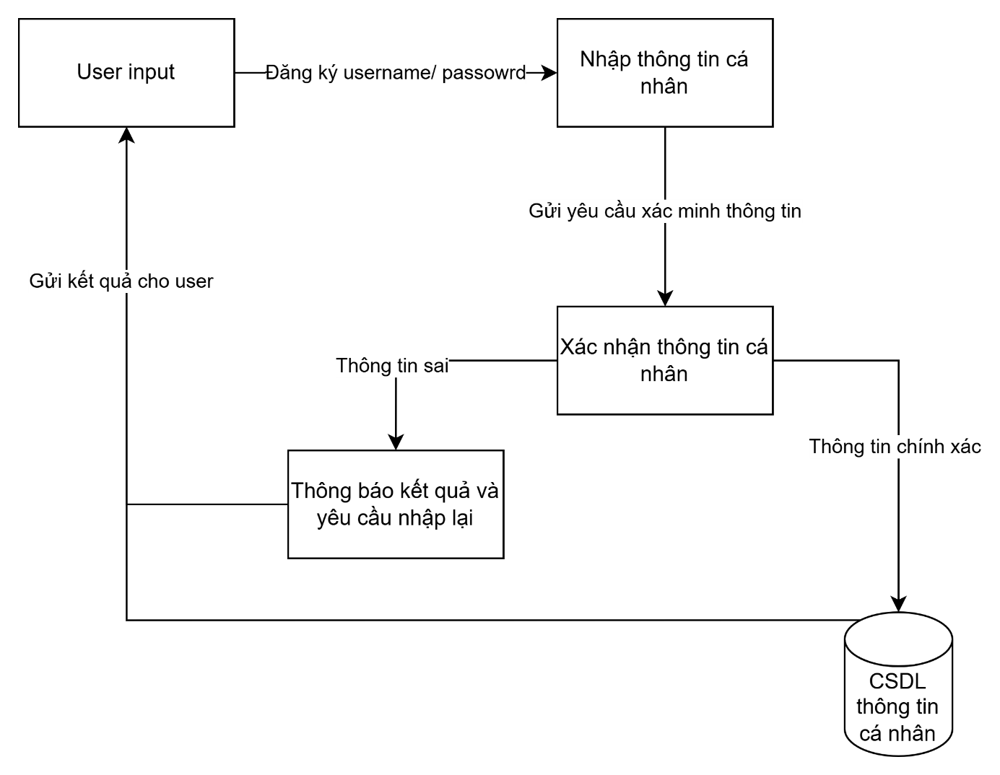 User input
Đăng ký username/ passowrd
Nhập thông tin cá
nhân
Gửi yêu cầu xác minh thông tin
Gửi kết quả cho user
Xác nhận thông tin cá
nhân
Thông tin sai
Thông tin chính xác
Thông báo kết quả và
yêu cầu nhập lại
CSDL
thông tin
cá nhân